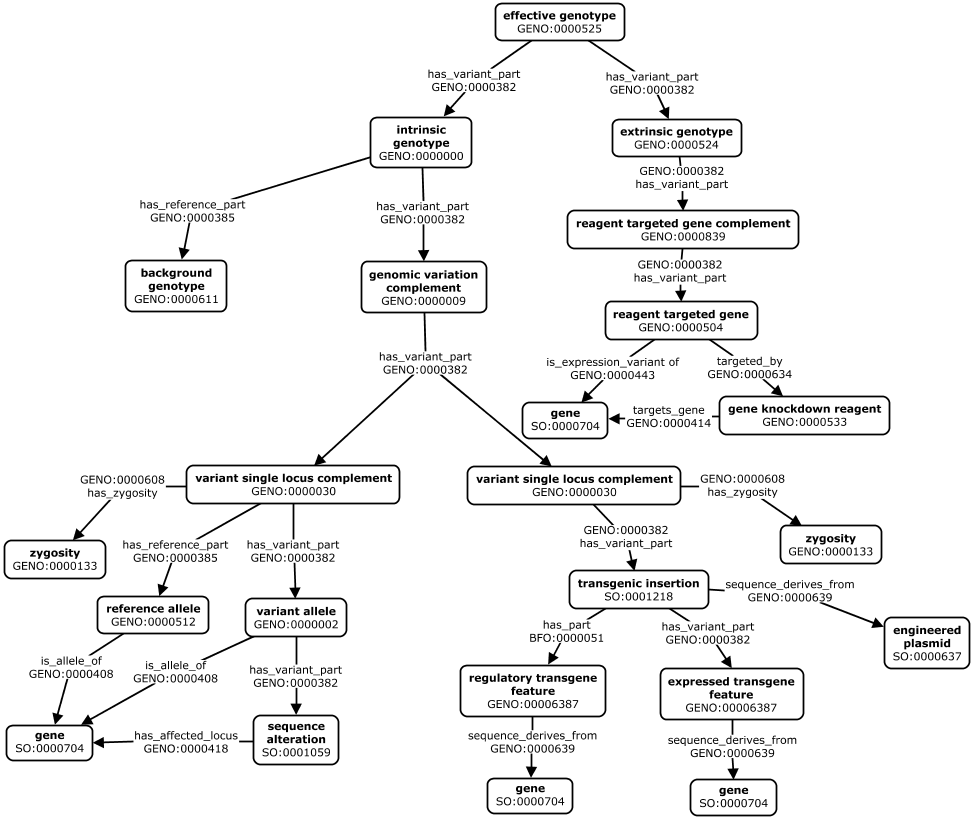 effective genotype
GENO:0000525
has_variant_part
GENO:0000382
has_variant_part
GENO:0000382
intrinsic
genotype
GENO:0000000
extrinsic genotype
GENO:0000524
GENO:0000382
has_variant_part
has_reference_part
GENO:0000385
has_variant_part
GENO:0000382
reagent targeted gene complement
GENO:0000839
background
genotype
GENO:0000611
genomic variation
complement
GENO:0000009
GENO:0000382
has_variant_part
reagent targeted gene
GENO:0000504
has_variant_part
GENO:0000382
is_expression_variant of
GENO:0000443
targeted_by
GENO:0000634
gene
SO:0000704
targets_gene
GENO:0000414
gene knockdown reagent
GENO:0000533
GENO:0000608
has_zygosity
variant single locus complement
GENO:0000030
variant single locus complement
GENO:0000030
GENO:0000608
has_zygosity
zygosity
GENO:0000133
has_reference_part
GENO:0000385
has_variant_part
GENO:0000382
GENO:0000382
has_variant_part
zygosity
GENO:0000133
reference allele
GENO:0000512
variant allele
GENO:0000002
transgenic insertion
SO:0001218
sequence_derives_from
GENO:0000639
is_allele_of
GENO:0000408
is_allele_of
GENO:0000408
has_variant_part
GENO:0000382
has_part
BFO:0000051
has_variant_part
GENO:0000382
engineered
plasmid
SO:0000637
regulatory transgene
feature
GENO:00006387
expressed transgene
feature
GENO:00006387
gene
SO:0000704
has_affected_locus
GENO:0000418
sequence
alteration
SO:0001059
sequence_derives_from
GENO:0000639
sequence_derives_from
GENO:0000639
gene
SO:0000704
gene
SO:0000704